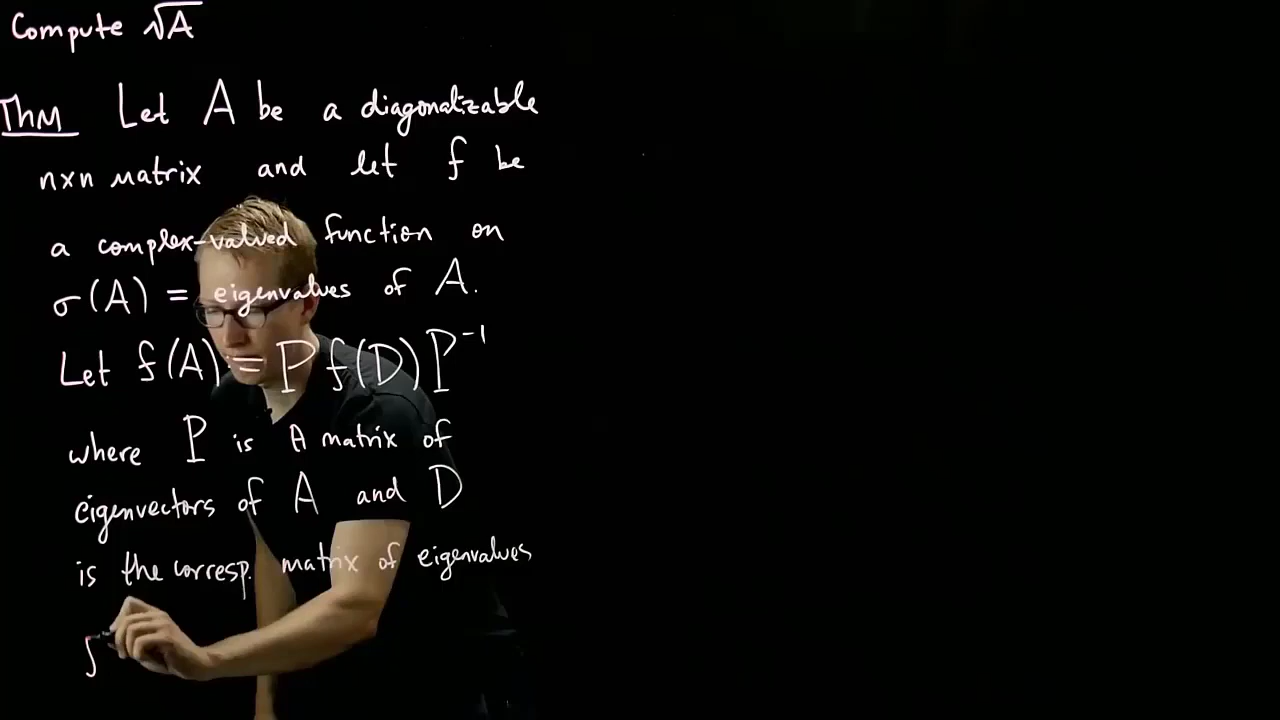 Compute √A
Thm Let A be a diagonalizable
n×n matrix and let f be
a complex-valued function on
σ(A) = eigenvalues of A.
Let f(A) = P f(D) P⁻¹
where P is A matrix of
eigenvectors of A and D
is the corresp. matrix of eigenvalues